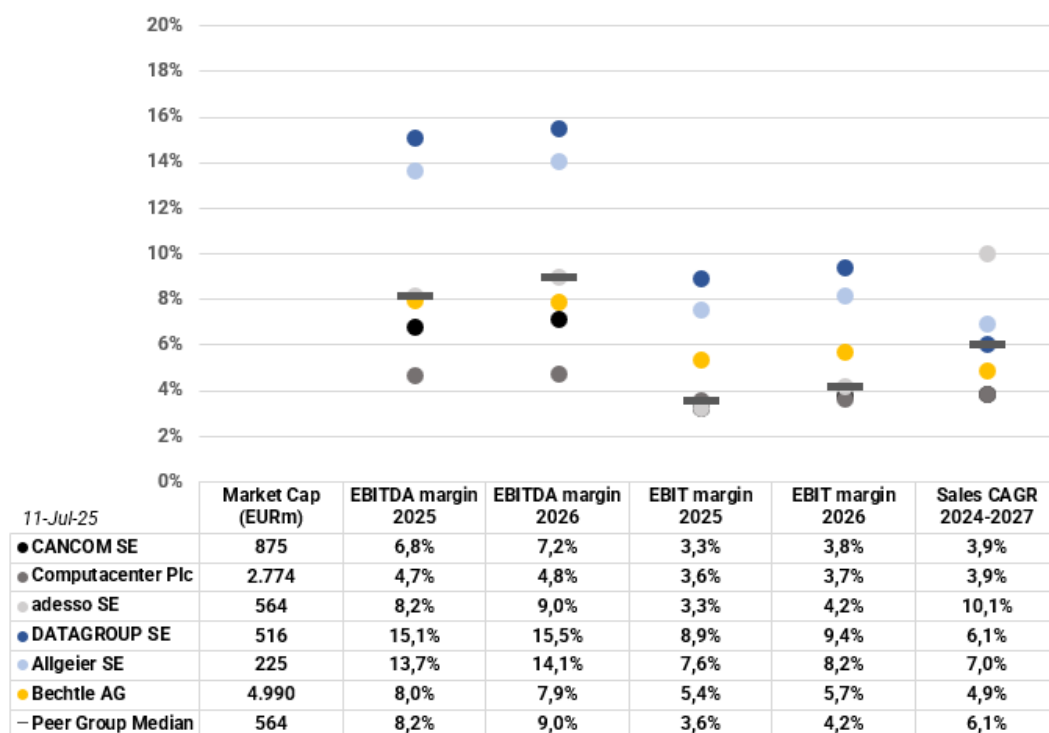 20%
18%
16%
14%
12%
10%
8%
6%
4%
2%
0%
11-Jul-25 Market Cap (EURm) EBITDA margin 2025 EBITDA margin 2026 EBIT margin 2025 EBIT margin 2026 Sales CAGR 2024-2027
CANCOM SE 875 6,8% 7,2% 3,3% 3,8% 3,9%
Computacenter Plc 2.774 4,7% 4,8% 3,6% 3,7% 3,9%
adesso SE 564 8,2% 9,0% 3,3% 4,2% 10,1%
DATAGROUP SE 516 15,1% 15,5% 8,9% 9,4% 6,1%
Allgeier SE 225 13,7% 14,1% 7,6% 8,2% 7,0%
Bechtle AG 4.990 8,0% 7,9% 5,4% 5,7% 4,9%
Peer Group Median 564 8,2% 9,0% 3,6% 4,2% 6,1%